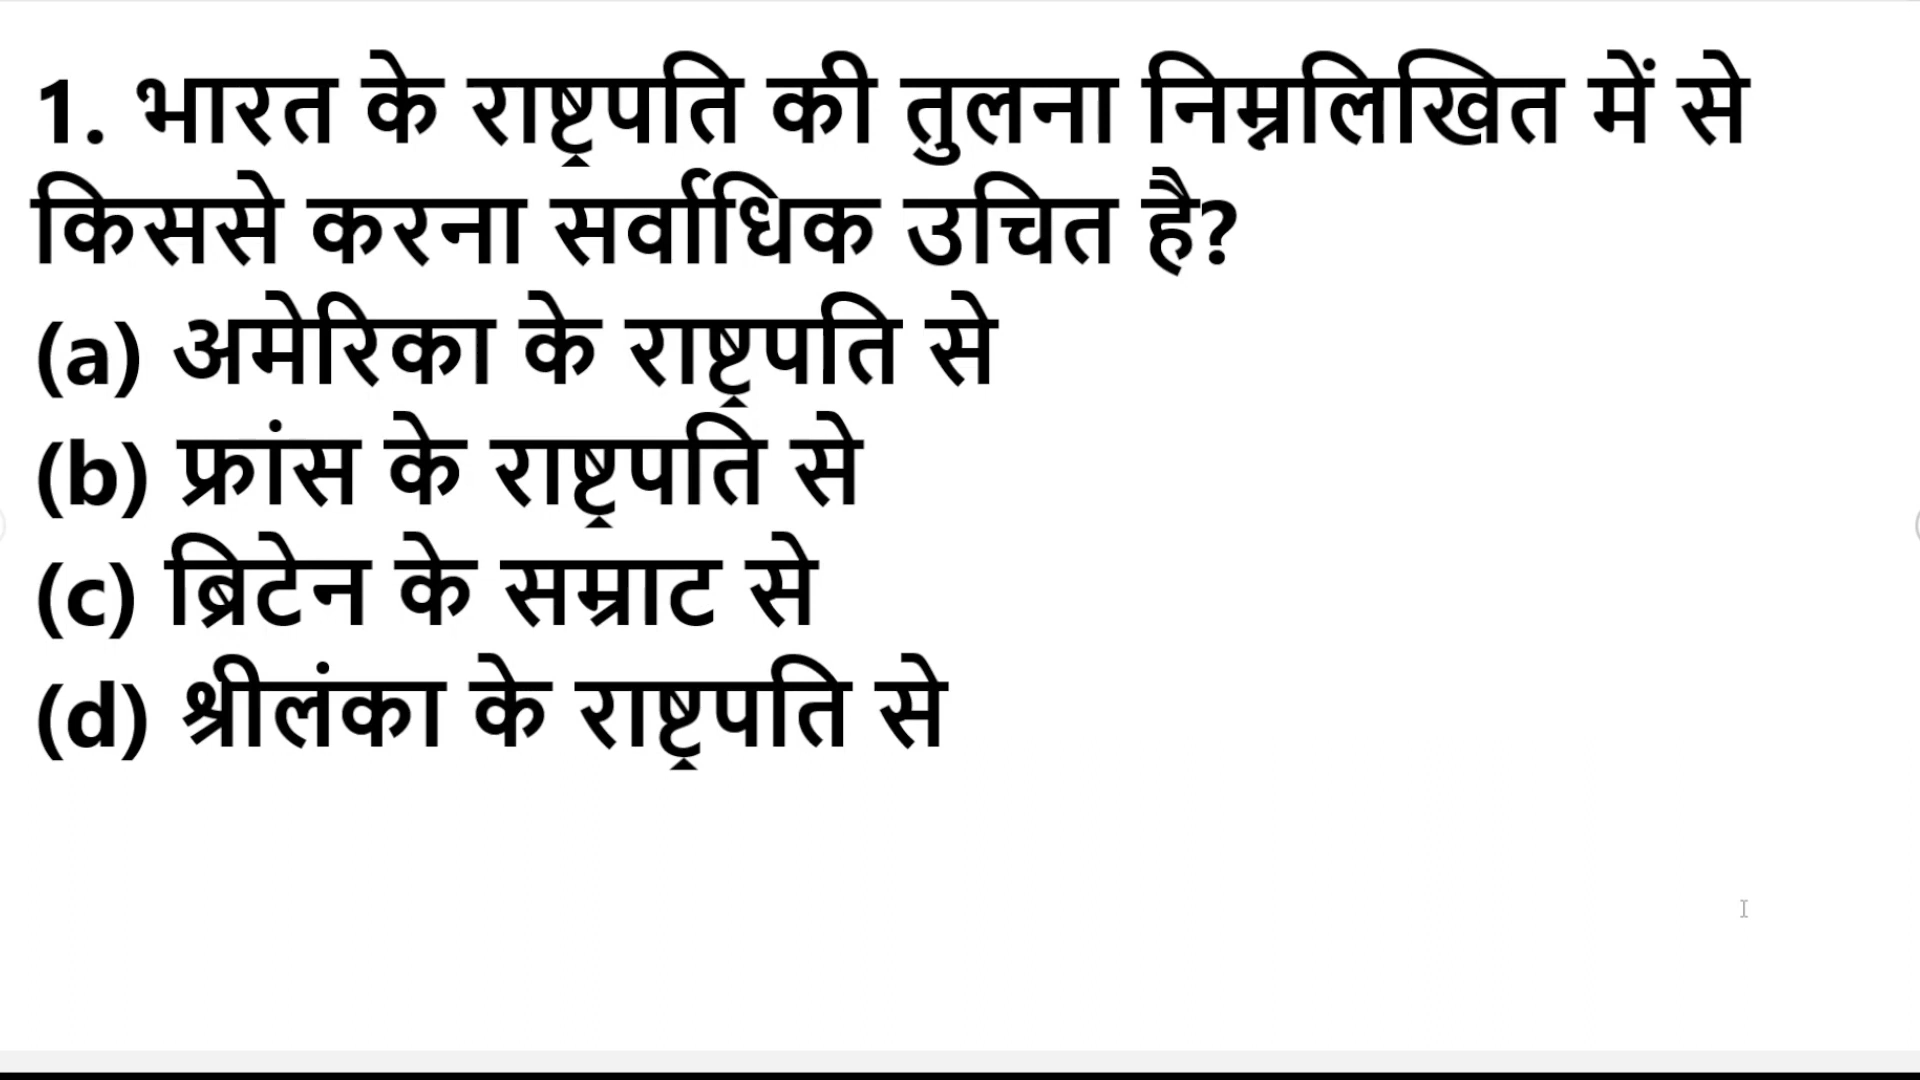 1. भारत के राष्ट्रपति की तुलना निम्नलिखित में से
किससे करना सर्वाधिक उचित है?
(a) अमेरिका के राष्ट्रपति से
(b) फ्रांस के राष्ट्रपति से
(c) ब्रिटेन के सम्राट से
(d) श्रीलंका के राष्ट्रपति से